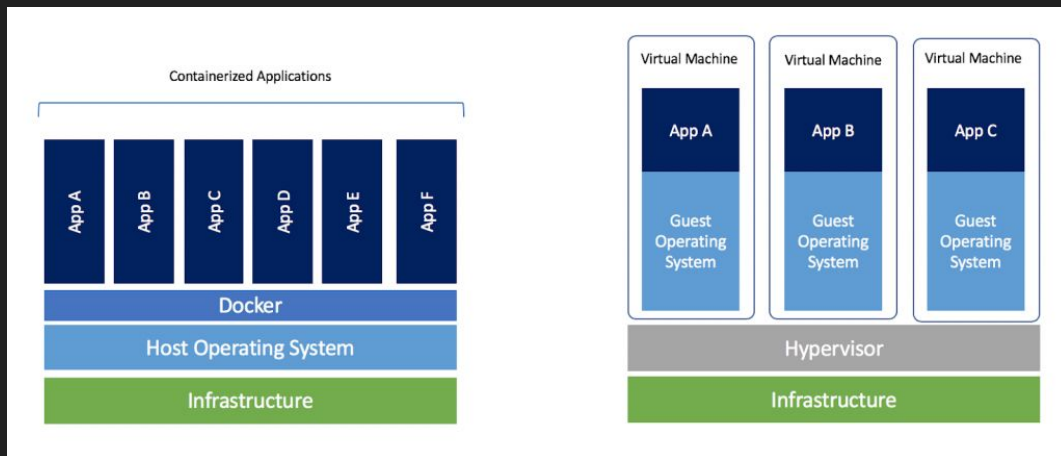 Containerized Applications
App A
App B
App C
App D
App E
App F
Docker
Host Operating System
Infrastructure
Virtual Machine
App A
Guest
Operating
System
Virtual Machine
App B
Guest
Operating
System
Virtual Machine
App C
Guest
Operating
System
Hypervisor
Infrastructure